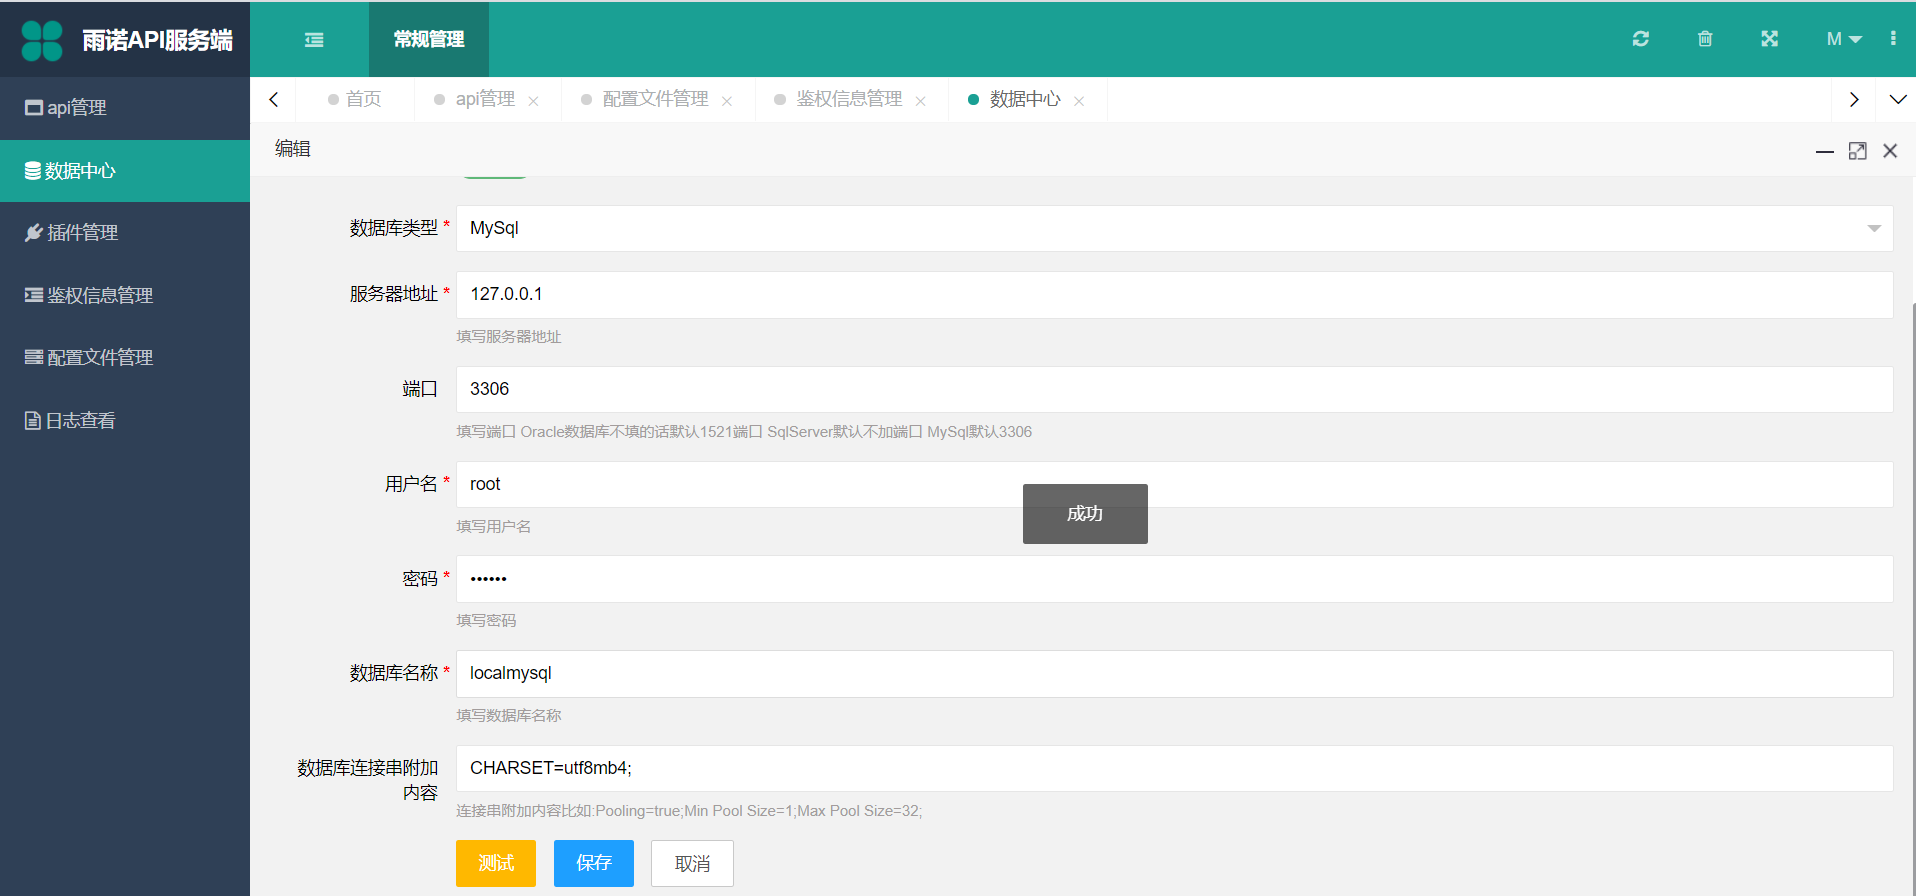 雨诺API服务端
常规管理
M
api管理
数据中心
插件管理
鉴权信息管理
配置文件管理
日志查看
首页
api管理
配置文件管理
鉴权信息管理
数据中心
编辑
数据库类型 *
MySql
服务器地址 *
127.0.0.1
填写服务器地址
端口
3306
填写端口 Oracle数据库不填的话默认1521端口 SqlServer默认不加端口 MySql默认3306
用户名 *
root
填写用户名
成功
密码 *
••••••
填写密码
数据库名称 *
localmysql
填写数据库名称
数据库连接串附加
内容
CHARSET=utf8mb4;
连接串附加内容比如:Pooling=true;Min Pool Size=1;Max Pool Size=32;
测试
保存
取消